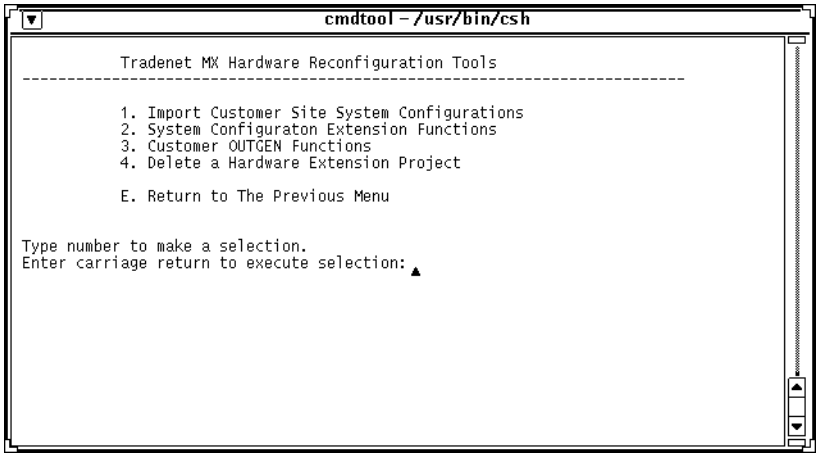 cmdtool – /usr/bin/csh
Tradenet MX Hardware Reconfiguration Tools
--------------------------------------------------------------------------
1. Import Customer Site System Configurations
2. System Configuraton Extension Functions
3. Customer OUTGEN Functions
4. Delete a Hardware Extension Project
E. Return to The Previous Menu
Type number to make a selection.
Enter carriage return to execute selection: